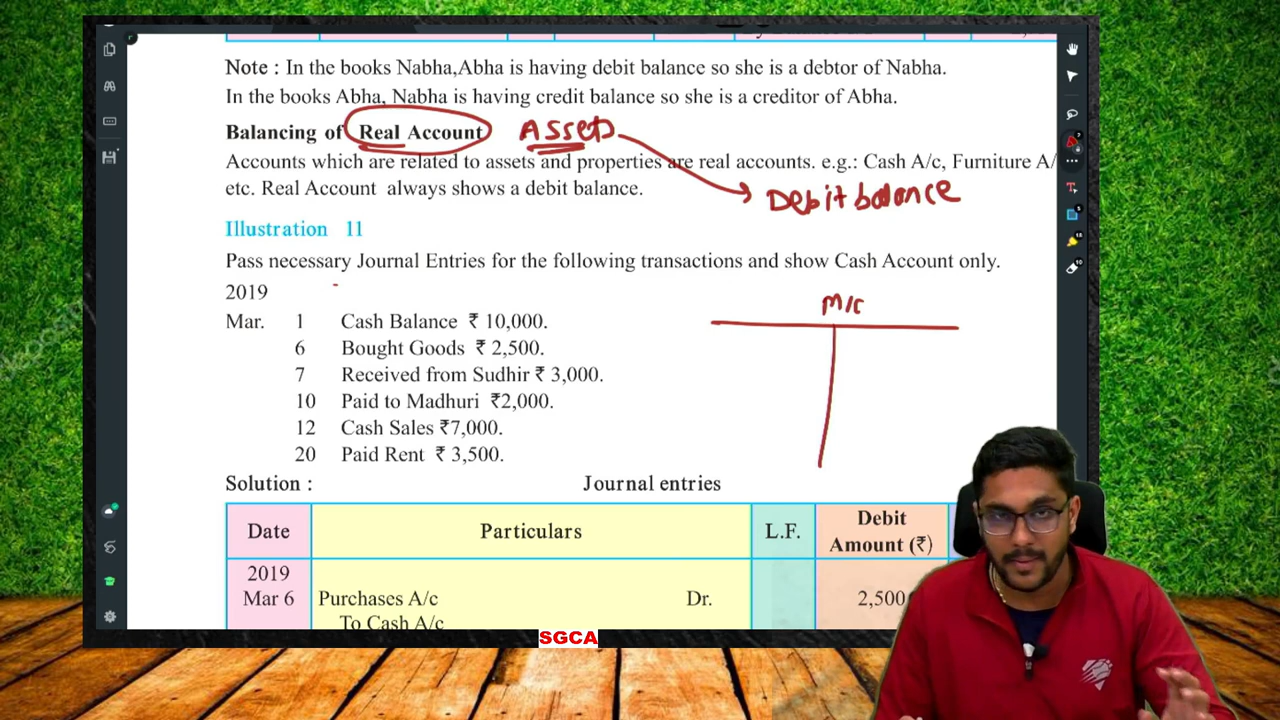 Note : In the books Nabha,Abha is having debit balance so she is a debtor of Nabha.
In the books Abha, Nabha is having credit balance so she is a creditor of Abha.
Balancing of Real Account Assets
Accounts which are related to assets and properties are real accounts. e.g.: Cash A/c, Furniture A/
etc. Real Account always shows a debit balance.
Debit balance
Illustration 11
Pass necessary Journal Entries for the following transactions and show Cash Account only.
2019
M/c
Mar. 1 Cash Balance ₹ 10,000.
6 Bought Goods ₹ 2,500.
7 Received from Sudhir ₹ 3,000.
10 Paid to Madhuri ₹2,000.
12 Cash Sales ₹7,000.
20 Paid Rent ₹ 3,500.
Solution : Journal entries
Date Particulars L.F. Debit Amount (₹)
2019
Mar 6 Purchases A/c Dr. 2,500
To Cash A/c
SGCA